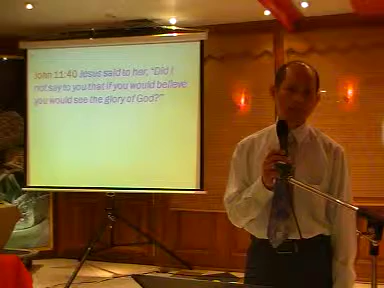 John 11:40 Jesus said to her, "Did I
not say to you that if you would believe
you would see the glory of God?"